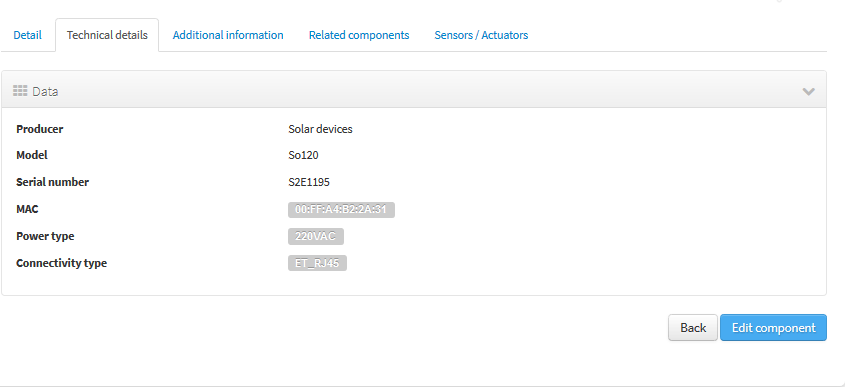 Detail Technical details Additional information Related components Sensors / Actuators
Data
Producer Solar devices
Model So120
Serial number S2E1195
MAC 00:FF:A4:B2:2A:31
Power type 220VAC
Connectivity type ET_RJ45
Back Edit component